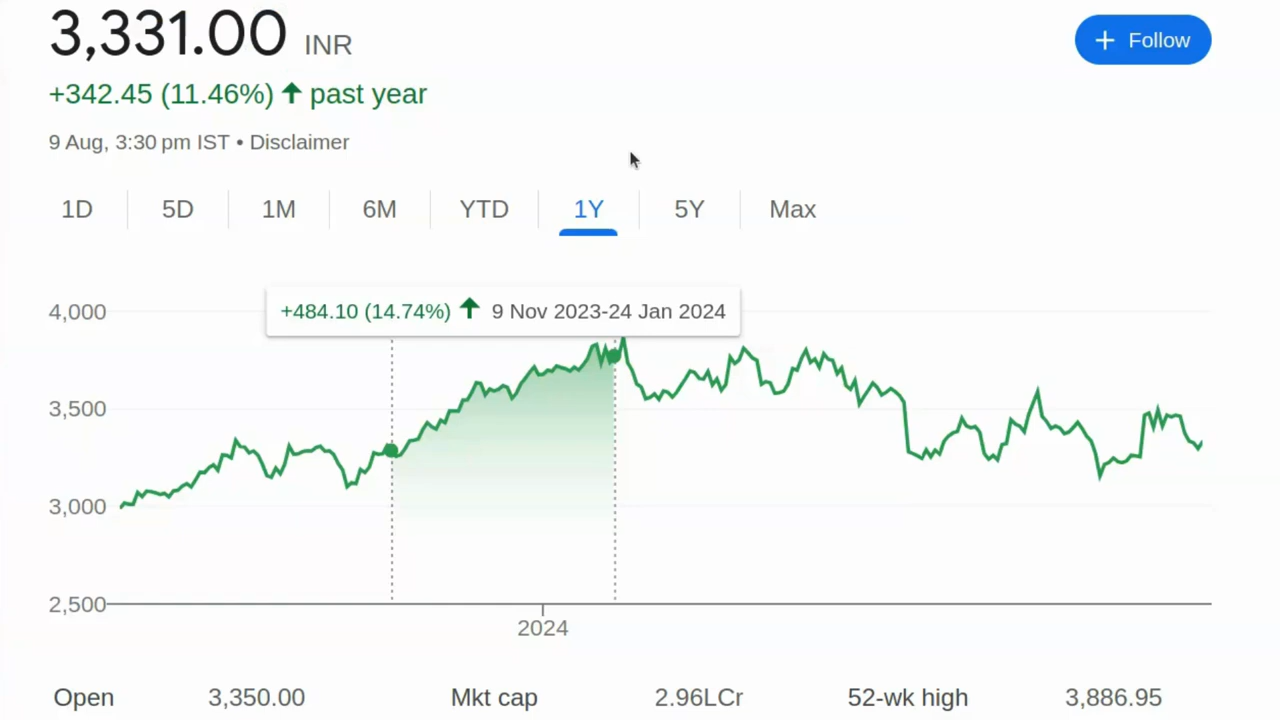 3,331.00 INR
+ Follow
+342.45 (11.46%) ↑ past year
9 Aug, 3:30 pm IST • Disclaimer
1D 5D 1M 6M YTD 1Y 5Y Max
+484.10 (14.74%) ↑ 9 Nov 2023-24 Jan 2024
4,000
3,500
3,000
2,500
2024
Open 3,350.00 Mkt cap 2.96LCr 52-wk high 3,886.95